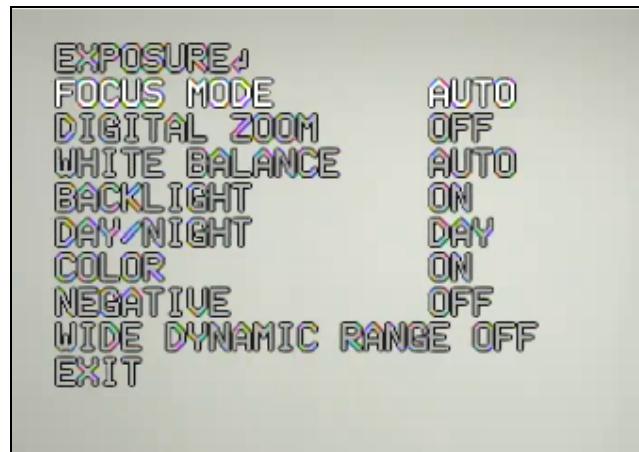 EXPOSURE↲
FOCUS MODE AUTO
DIGITAL ZOOM OFF
WHITE BALANCE AUTO
BACKLIGHT ON
DAY/NIGHT DAY
COLOR ON
NEGATIVE OFF
WIDE DYNAMIC RANGE OFF
EXIT